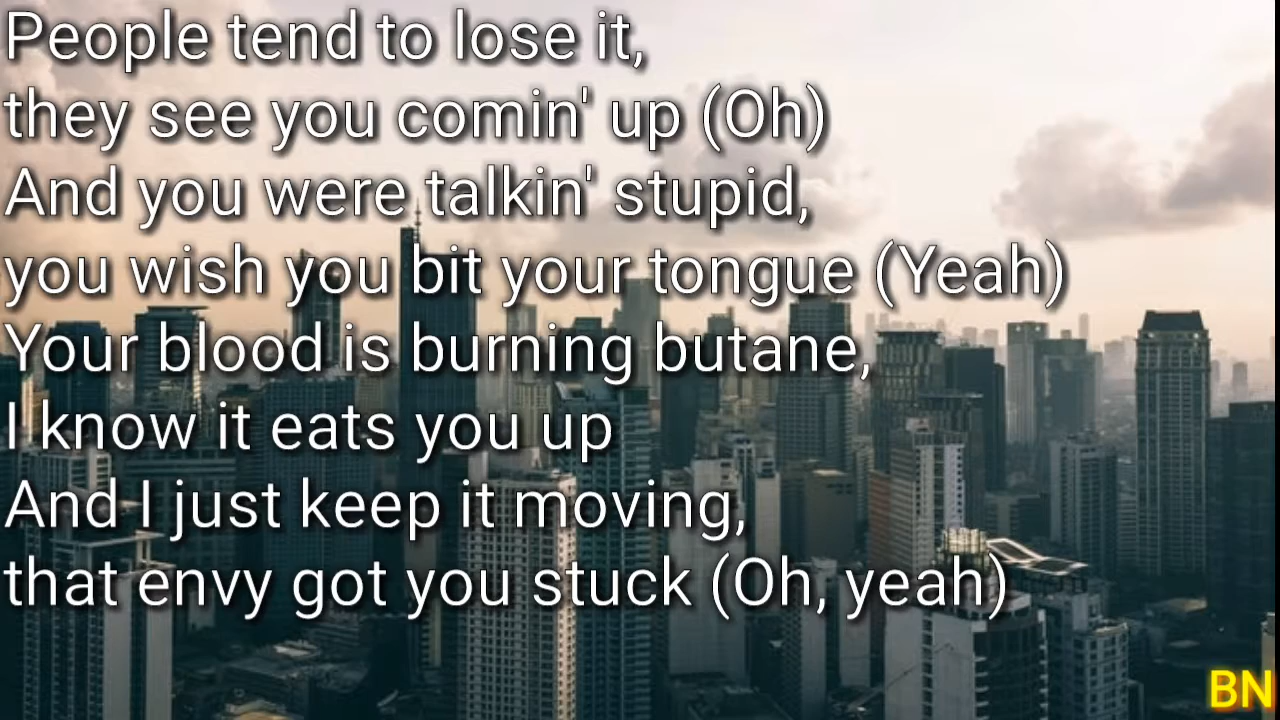 People tend to lose it,
they see you comin' up (Oh)
And you were talkin' stupid,
you wish you bit your tongue (Yeah)
Your blood is burning butane,
I know it eats you up
And I just keep it moving,
that envy got you stuck (Oh, yeah)
BN